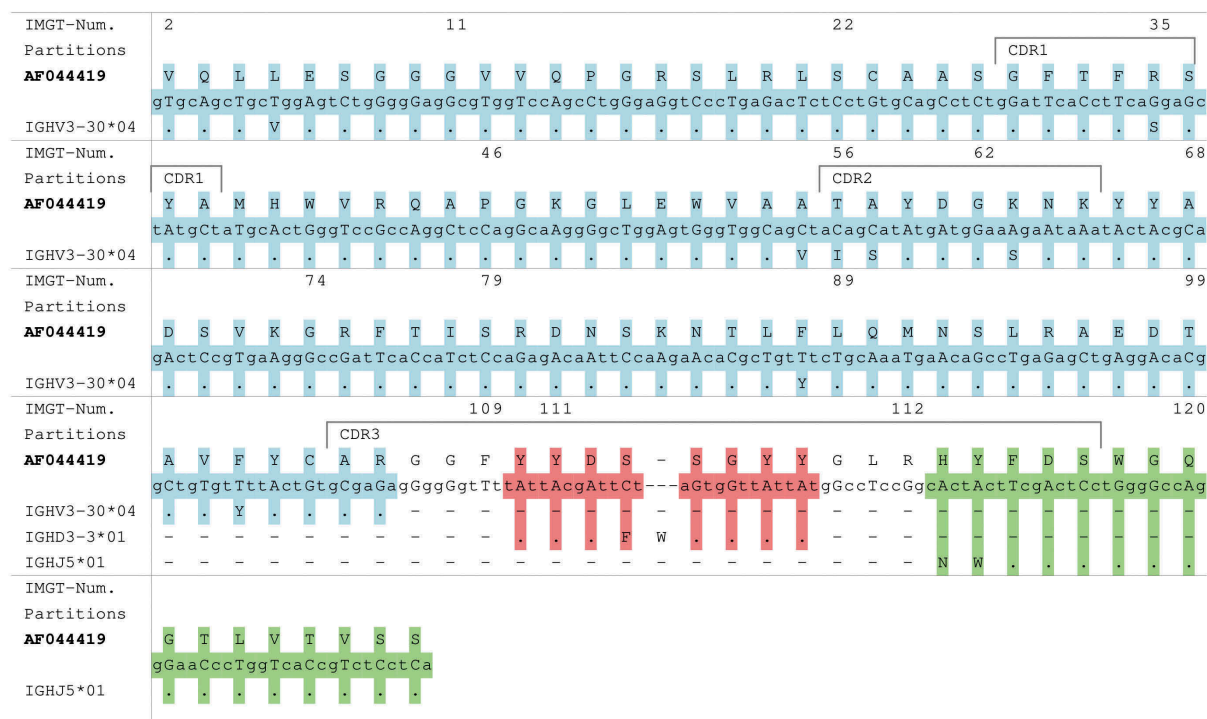 IMGT-Num. 2 11 22 35
Partitions CDR1
AF044419 V Q L L E S G G G V V Q P G R S L R L S C A A S G F T F R S
gTgcAgcTgcTggAgtCtgGggGagGcgTggTccAgcCtgGgaGgtCccTgaGacTctCctGtgCagCctCtgGatTcaCctTcaGgaGc
IGHV3-30*04 . . . V . . . . . . . . . . . . . . . . . . . . . . . . S .
IMGT-Num. 46 56 62 68
Partitions CDR1 CDR2
AF044419 Y A M H W V R Q A P G K G L E W V A A T A Y D G K N K Y Y A
tAtgCtaTgcActGggTccGccAggCtcCagGcaAggGgcTggAgtGggTggCagCtaCagCatAtgAtgGaaAgaAtaAatActAcgCa
IGHV3-30*04 . . . . . . . . . . . . . . . . . . V I S . . . S . . . . .
IMGT-Num. 74 79 89 99
Partitions
AF044419 D S V K G R F T I S R D N S K N T L F L Q M N S L R A E D T
gActCcgTgaAggGccGatTcaCcaTctCcaGagAcaAttCcaAgaAcaCgcTgtTtcTgcAaaTgaAcaGccTgaGagCtgAggAcaCg
IGHV3-30*04 . . . . . . . . . . . . . . . . . . Y . . . . . . . . . . .
IMGT-Num. 109 111 112 120
Partitions CDR3
AF044419 A V F Y C A R G G F Y Y D S - S G Y Y G L R H Y F D S W G Q
gCtgTgtTttActGtgCgaGagGggGgtTttAttAcgAttCt---aGtgGttAttAtgGccTccGgcActActTcgActCctGggGccAg
IGHV3-30*04 . . Y . . . . - - - - - - - - - - - - - - - - - - - - - - -
IGHD3-3*01 - - - - - - - - - - . . . F W . . . . - - - - - - - - - - -
IGHJ5*01 - - - - - - - - - - - - - - - - - - - - - - N W . . . . . .
IMGT-Num.
Partitions
AF044419 G T L V T V S S
gGaaCccTggTcaCcgTctCctCa
IGHJ5*01 . . . . . . . .